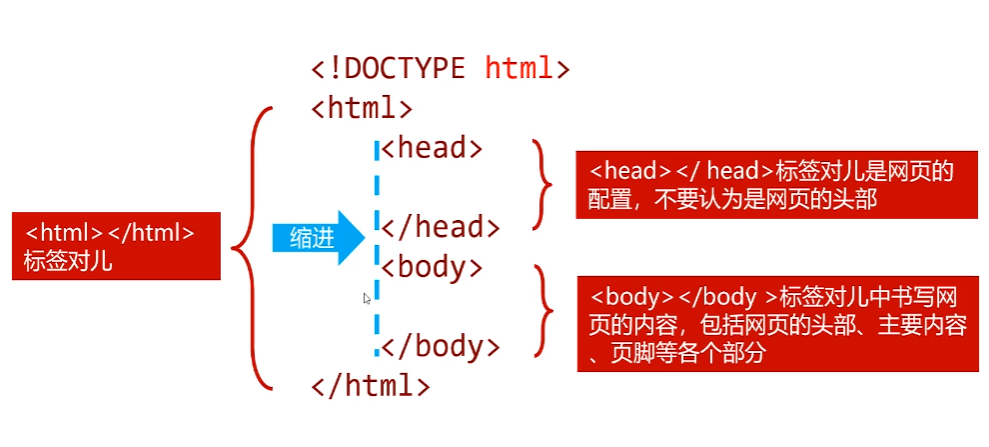 <!DOCTYPE html>
<html>
<head>
</head>
<body>
</body>
</html>
<html></html>
标签对儿
缩进
<head></ head>标签对儿是网页的
配置，不要认为是网页的头部
<body></body >标签对儿中书写网
页的内容，包括网页的头部、主要内容
、页脚等各个部分